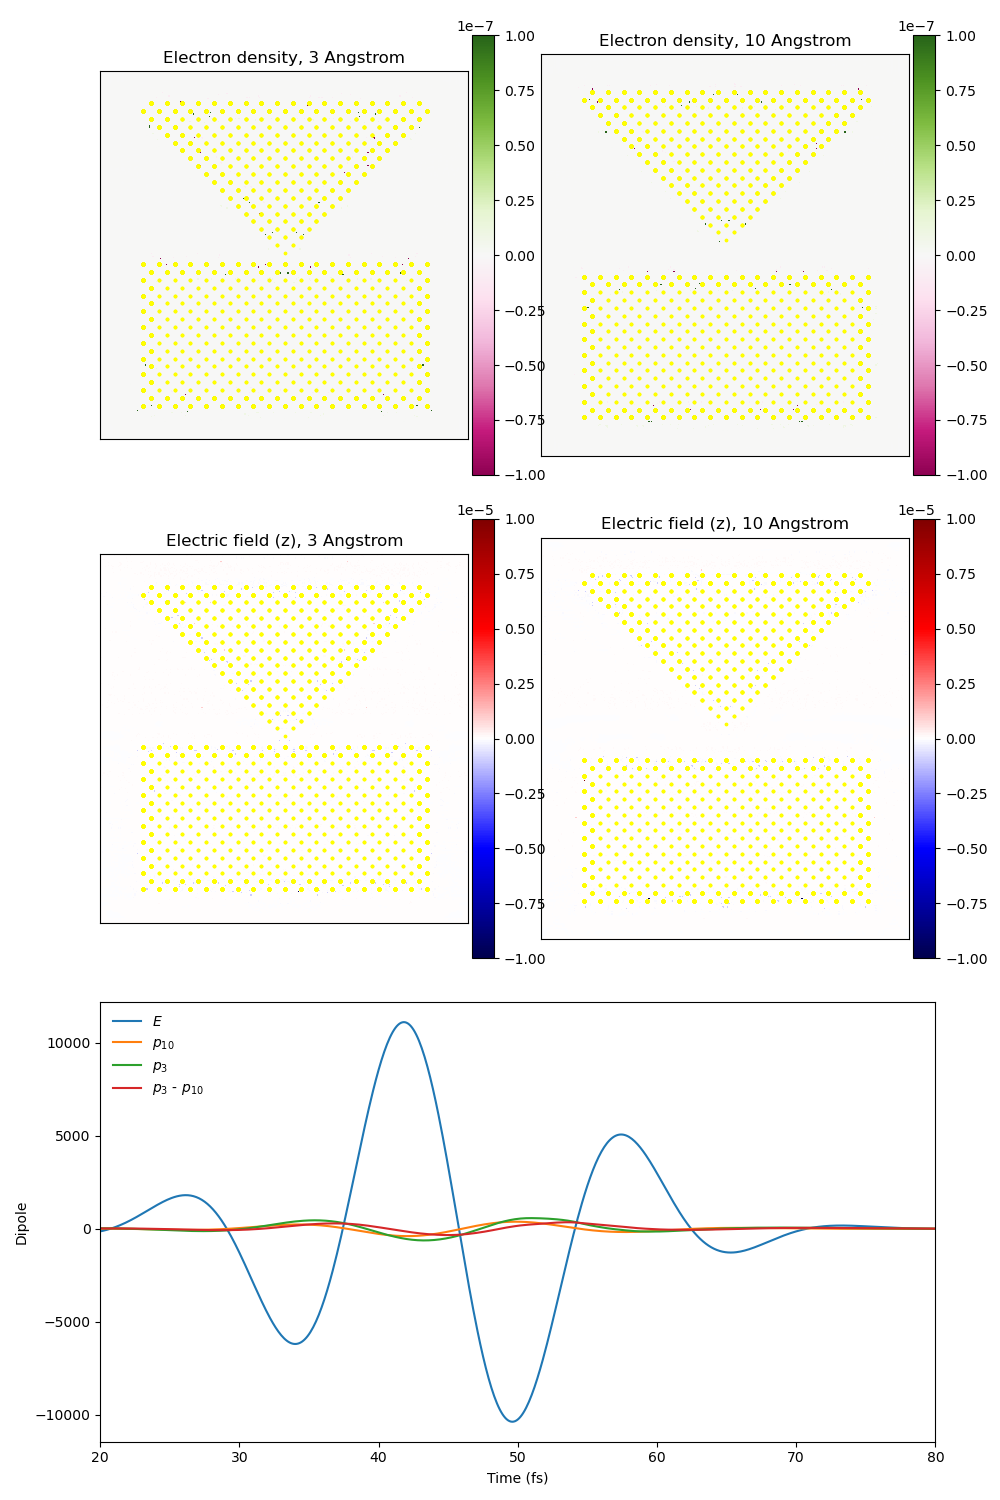 Electron density, 3 Angstrom
1e−7
1.00
0.75
0.50
0.25
0.00
−0.25
−0.50
−0.75
−1.00
Electron density, 10 Angstrom
1e−7
1.00
0.75
0.50
0.25
0.00
−0.25
−0.50
−0.75
−1.00
Electric field (z), 3 Angstrom
1e−5
1.00
0.75
0.50
0.25
0.00
−0.25
−0.50
−0.75
−1.00
Electric field (z), 10 Angstrom
1e−5
1.00
0.75
0.50
0.25
0.00
−0.25
−0.50
−0.75
−1.00
E
p10
p3
p3 - p10
10000
5000
0
−5000
−10000
Dipole
20 30 40 50 60 70 80
Time (fs)